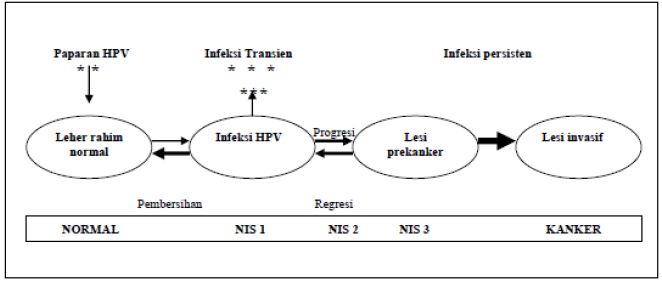 Paparan HPV Infeksi Transien Infeksi persisten
* * * * *
***
Leher rahim normal Infeksi HPV Progresi Lesi prekanker Lesi invasif
Pembersihan Regresi
NORMAL NIS 1 NIS 2 NIS 3 KANKER